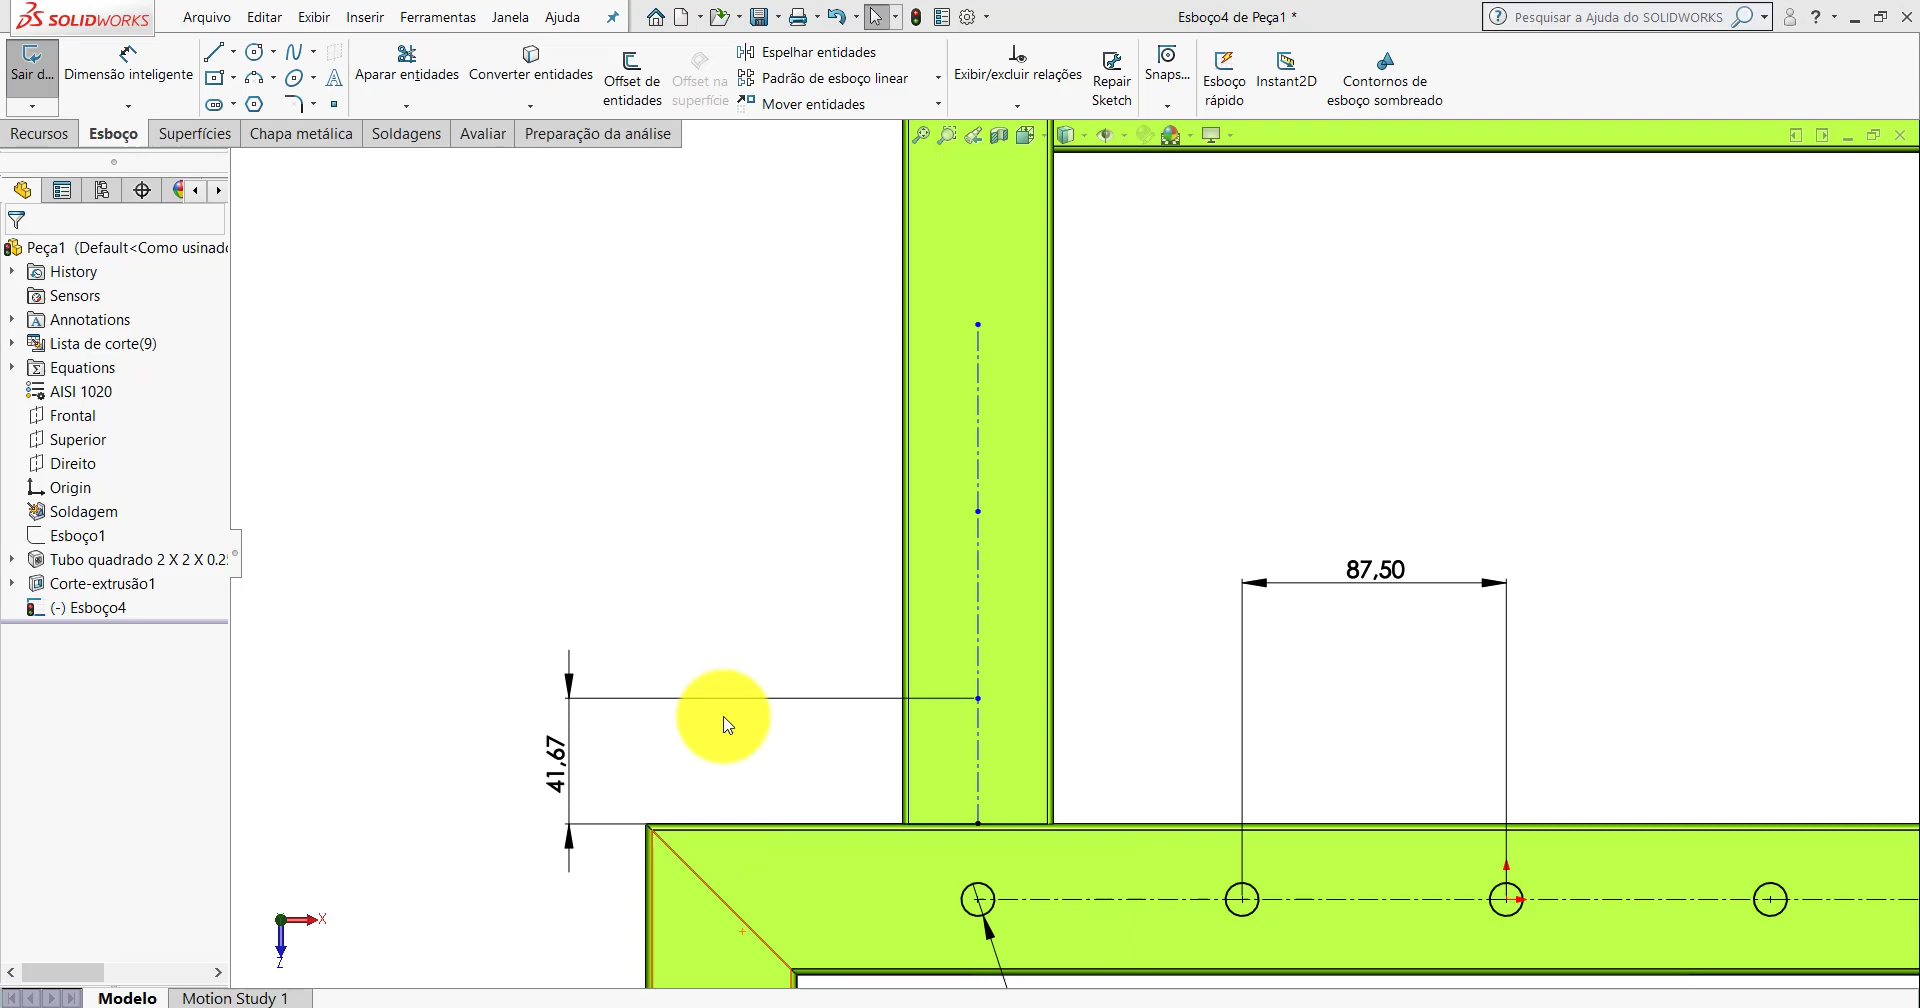 SOLIDWORKS
Arquivo Editar Exibir Inserir Ferramentas Janela Ajuda
Esboço4 de Peça1 *
Pesquisar a Ajuda do SOLIDWORKS
Sair d...
Dimensão inteligente
Aparar entidades
Converter entidades
Offset de entidades
Offset na superfície
Espelhar entidades
Padrão de esboço linear
Mover entidades
Exibir/excluir relações
Repair Sketch
Snaps...
Esboço rápido
Instant2D
Contornos de esboço sombreado
Recursos Esboço Superfícies Chapa metálica Soldagens Avaliar Preparação da análise
Peça1 (Default<Como usinado
History
Sensors
Annotations
Lista de corte(9)
Equations
AISI 1020
Frontal
Superior
Direito
Origin
Soldagem
Esboço1
Tubo quadrado 2 X 2 X 0.2
Corte-extrusão1
(-) Esboço4
87,50
41,67
X
Z
Modelo Motion Study 1